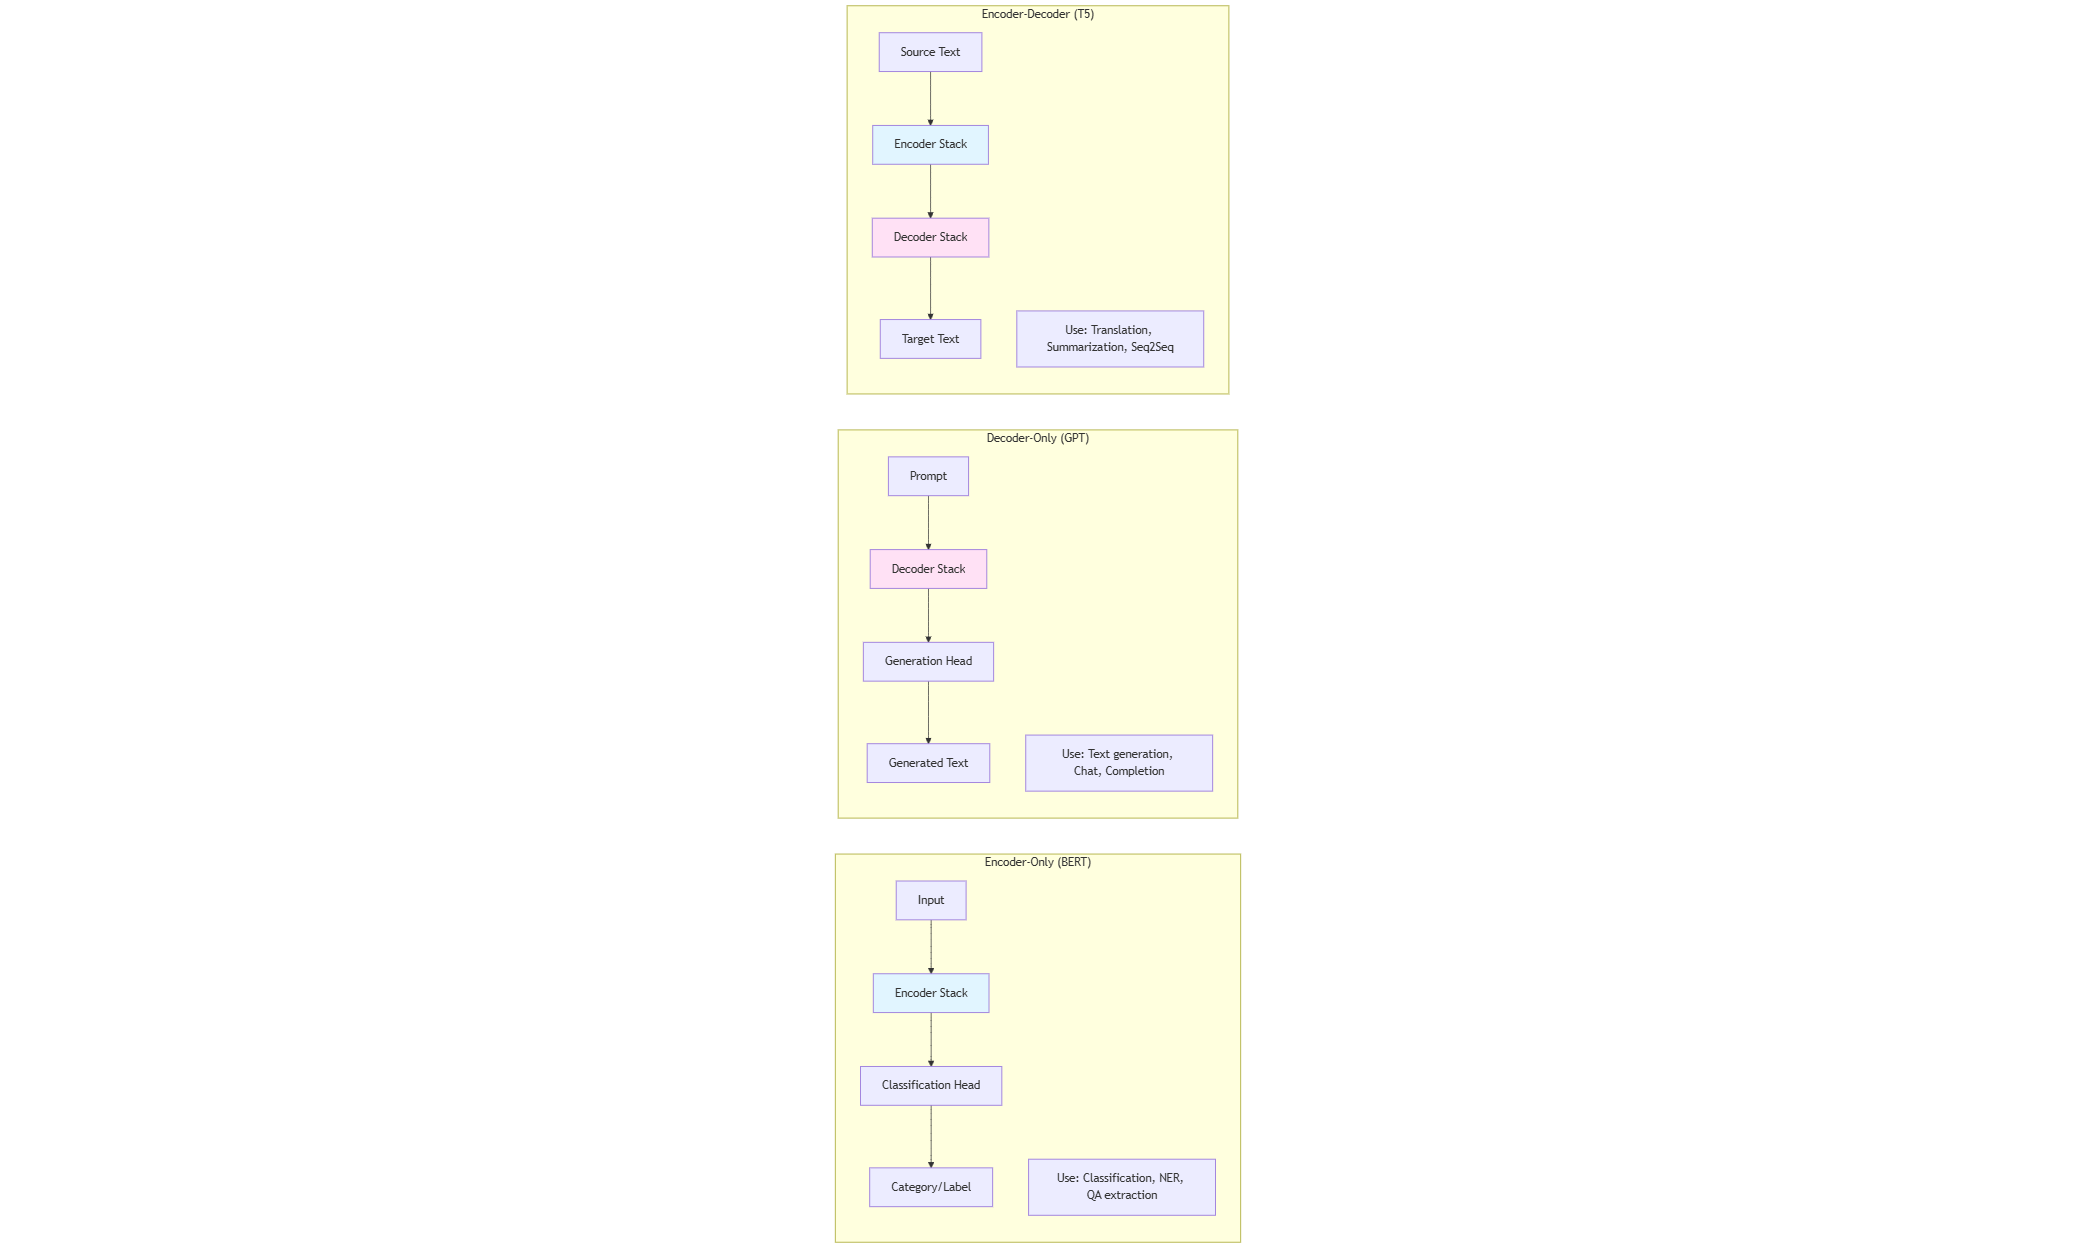 Encoder-Decoder (T5)
Source Text
Encoder Stack
Decoder Stack
Target Text
Use: Translation,
Summarization, Seq2Seq
Decoder-Only (GPT)
Prompt
Decoder Stack
Generation Head
Generated Text
Use: Text generation,
Chat, Completion
Encoder-Only (BERT)
Input
Encoder Stack
Classification Head
Category/Label
Use: Classification, NER,
QA extraction